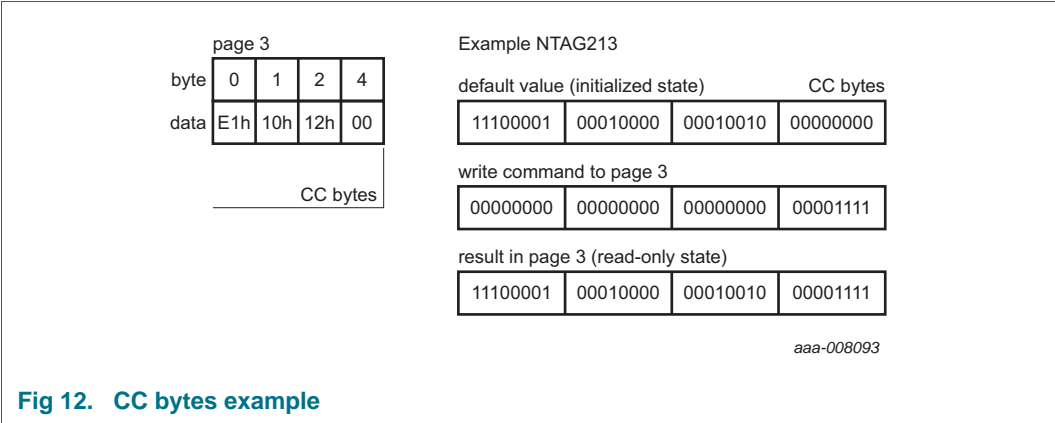 page 3
byte 0 1 2 4
data E1h 10h 12h 00
CC bytes
Example NTAG213
default value (initialized state) CC bytes
11100001 00010000 00010010 00000000
write command to page 3
00000000 00000000 00000000 00001111
result in page 3 (read-only state)
11100001 00010000 00010010 00001111
aaa-008093
Fig 12. CC bytes example